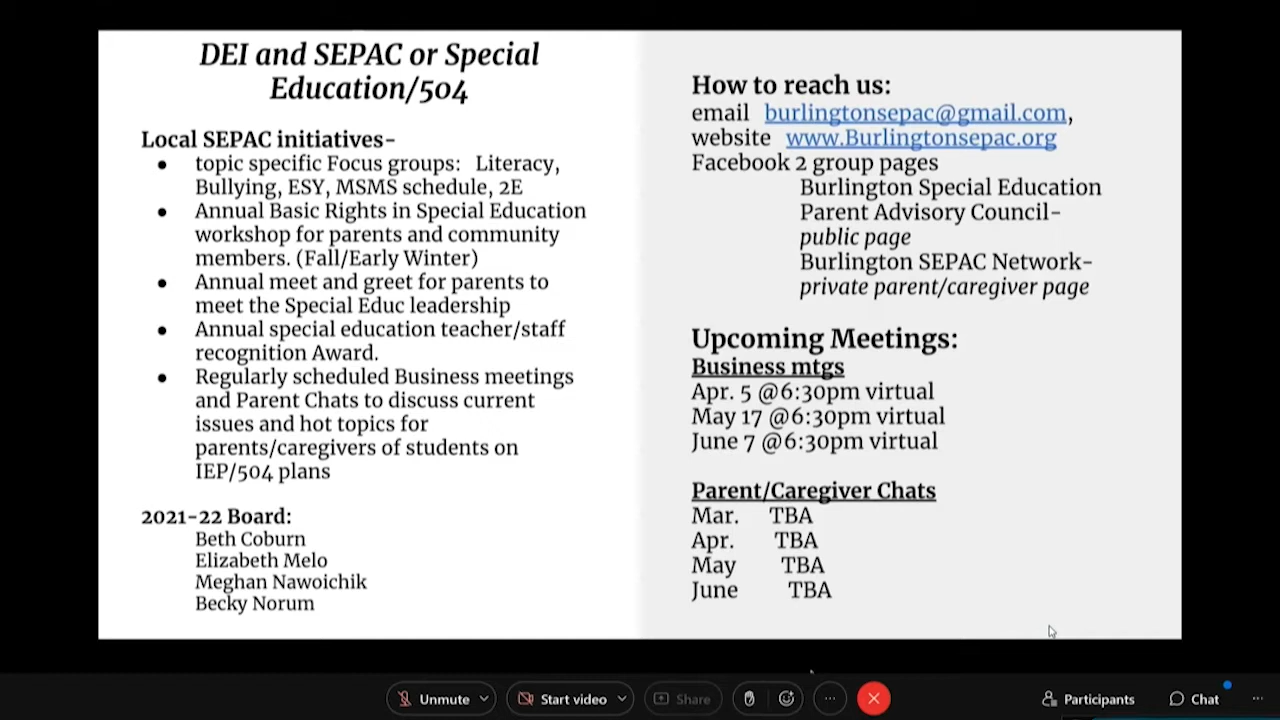 DEI and SEPAC or Special
Education/504
Local SEPAC initiatives-
● topic specific Focus groups: Literacy,
Bullying, ESY, MSMS schedule, 2E
● Annual Basic Rights in Special Education
workshop for parents and community
members. (Fall/Early Winter)
● Annual meet and greet for parents to
meet the Special Educ leadership
● Annual special education teacher/staff
recognition Award.
● Regularly scheduled Business meetings
and Parent Chats to discuss current
issues and hot topics for
parents/caregivers of students on
IEP/504 plans
2021-22 Board:
Beth Coburn
Elizabeth Melo
Meghan Nawoichik
Becky Norum
How to reach us:
email burlingtonsepac@gmail.com,
website www.Burlingtonsepac.org
Facebook 2 group pages
Burlington Special Education
Parent Advisory Council-
public page
Burlington SEPAC Network-
private parent/caregiver page
Upcoming Meetings:
Business mtgs
Apr. 5 @6:30pm virtual
May 17 @6:30pm virtual
June 7 @6:30pm virtual
Parent/Caregiver Chats
Mar. TBA
Apr. TBA
May TBA
June TBA
Unmute Start video Share Participants Chat